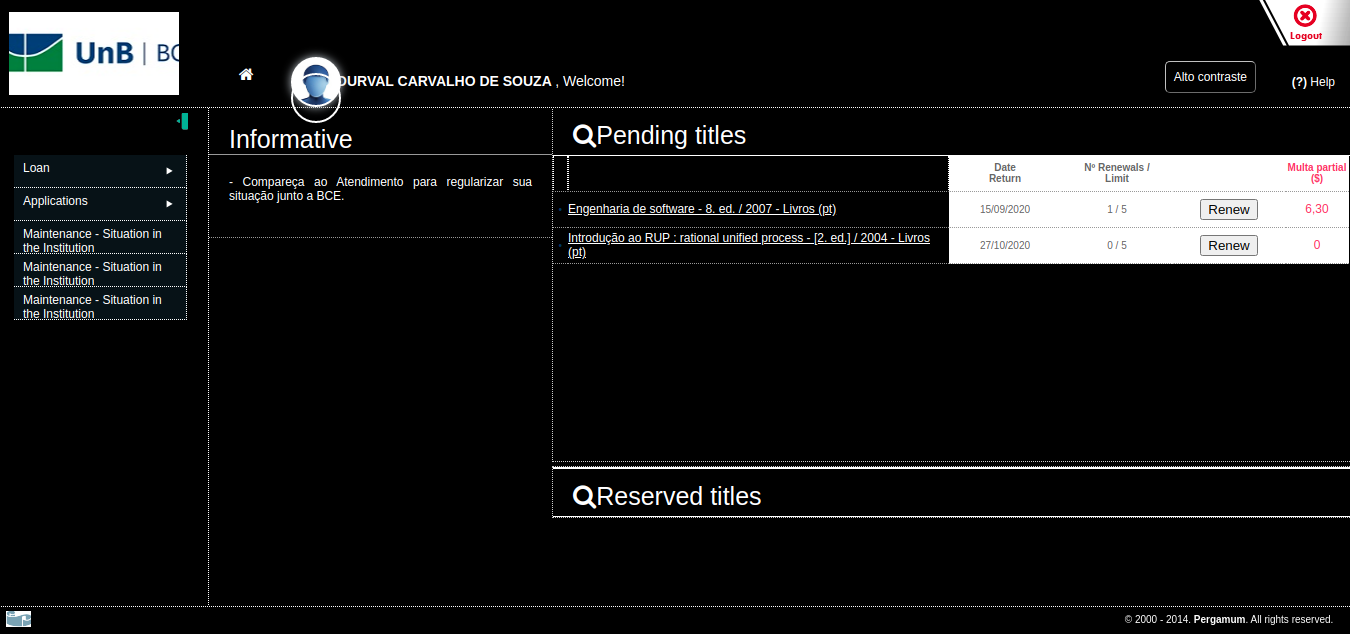 Logout
UnB | BC
DURVAL CARVALHO DE SOUZA , Welcome!
Alto contraste
(?) Help
Loan
Applications
Maintenance - Situation in
the Institution
Maintenance - Situation in
the Institution
Maintenance - Situation in
the Institution
Informative
- Compareça ao Atendimento para regularizar sua
situação junto a BCE.
Pending titles
Date
Return
Nº Renewals /
Limit
Multa partial
($)
Engenharia de software - 8. ed. / 2007 - Livros (pt)
15/09/2020
1 / 5
Renew
6,30
Introdução ao RUP : rational unified process - [2. ed.] / 2004 - Livros
(pt)
27/10/2020
0 / 5
Renew
0
Reserved titles
© 2000 - 2014. Pergamum. All rights reserved.